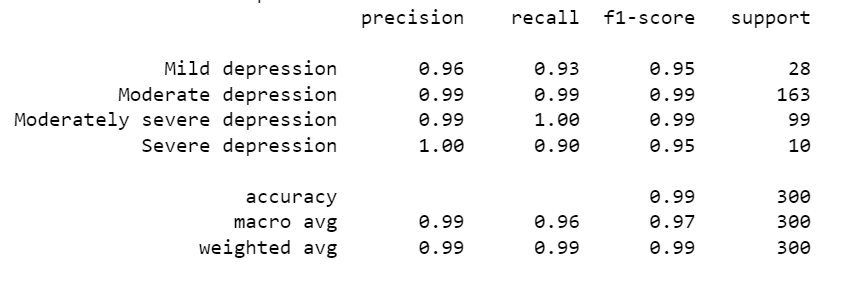 precision recall f1-score support
Mild depression 0.96 0.93 0.95 28
Moderate depression 0.99 0.99 0.99 163
Moderately severe depression 0.99 1.00 0.99 99
Severe depression 1.00 0.90 0.95 10
accuracy 0.99 300
macro avg 0.99 0.96 0.97 300
weighted avg 0.99 0.99 0.99 300